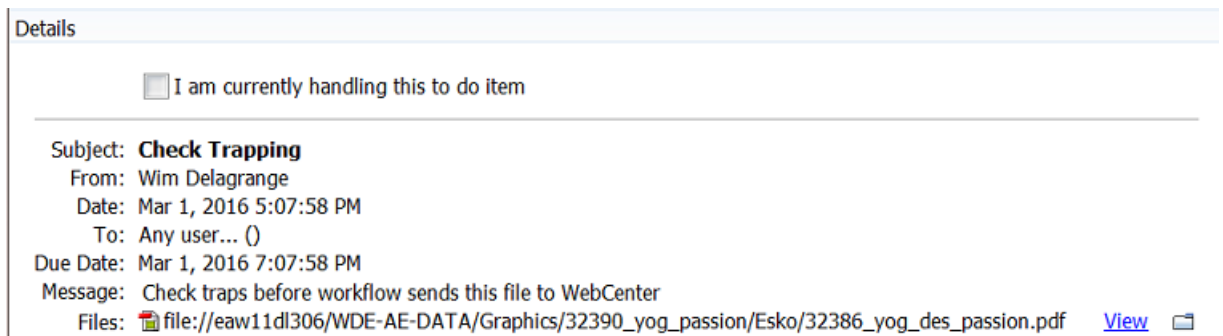 Details
I am currently handling this to do item
Subject: Check Trapping
From: Wim Delagrange
Date: Mar 1, 2016 5:07:58 PM
To: Any user... ()
Due Date: Mar 1, 2016 7:07:58 PM
Message: Check traps before workflow sends this file to WebCenter
Files: file://eaw11dl306/WDE-AE-DATA/Graphics/32390_yog_passion/Esko/32386_yog_des_passion.pdf View